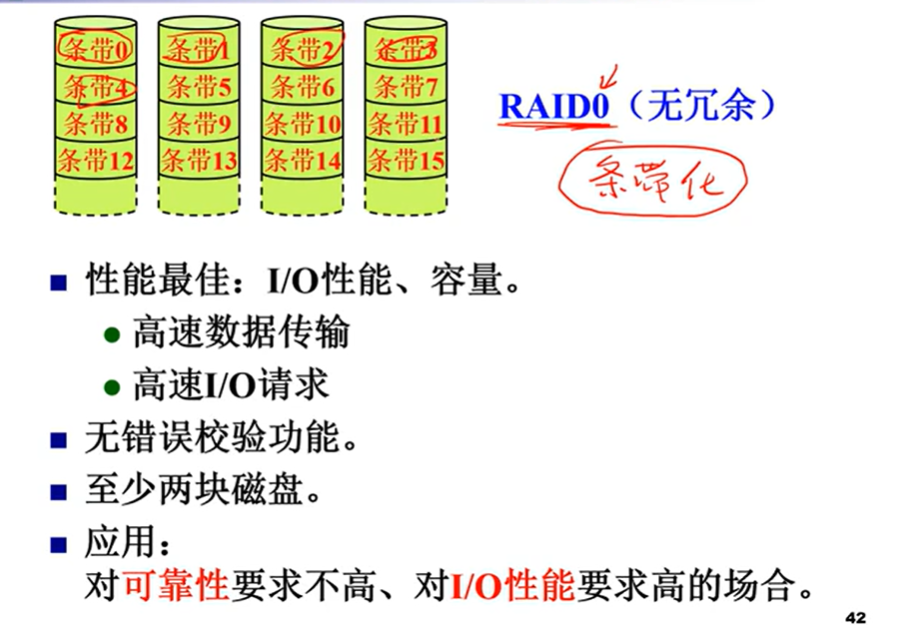 条带0 条带1 条带2 条带3
条带4 条带5 条带6 条带7
条带8 条带9 条带10 条带11
条带12 条带13 条带14 条带15
RAID0（无冗余）
条带化
性能最佳：I/O性能、容量。
高速数据传输
高速I/O请求
无错误校验功能。
至少两块磁盘。
应用：
对可靠性要求不高、对I/O性能要求高的场合。
42